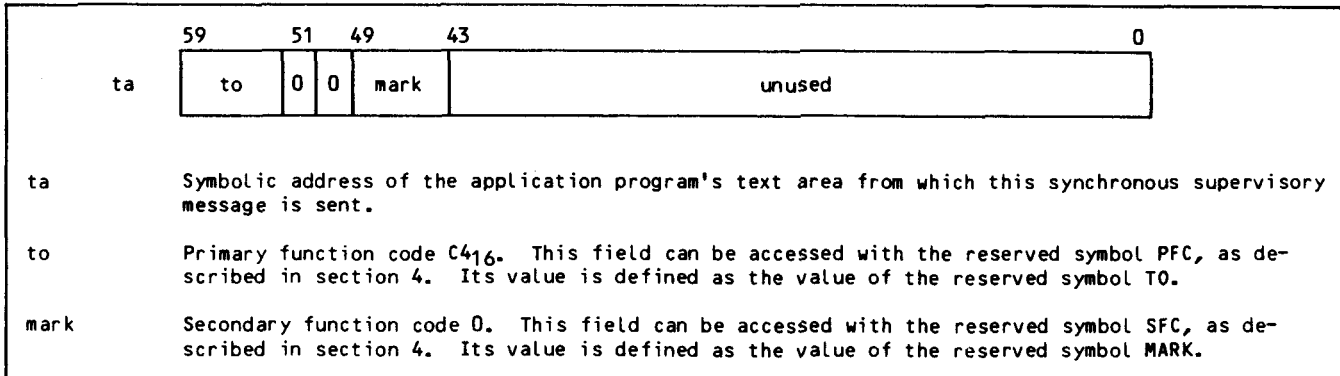 59 51 49 43 0
ta to 0 0 mark unused
ta Symbolic address of the application program's text area from which this synchronous supervisory
message is sent.
to Primary function code C4₁₆. This field can be accessed with the reserved symbol PFC, as de-
scribed in section 4. Its value is defined as the value of the reserved symbol TO.
mark Secondary function code 0. This field can be accessed with the reserved symbol SFC, as de-
scribed in section 4. Its value is defined as the value of the reserved symbol MARK.